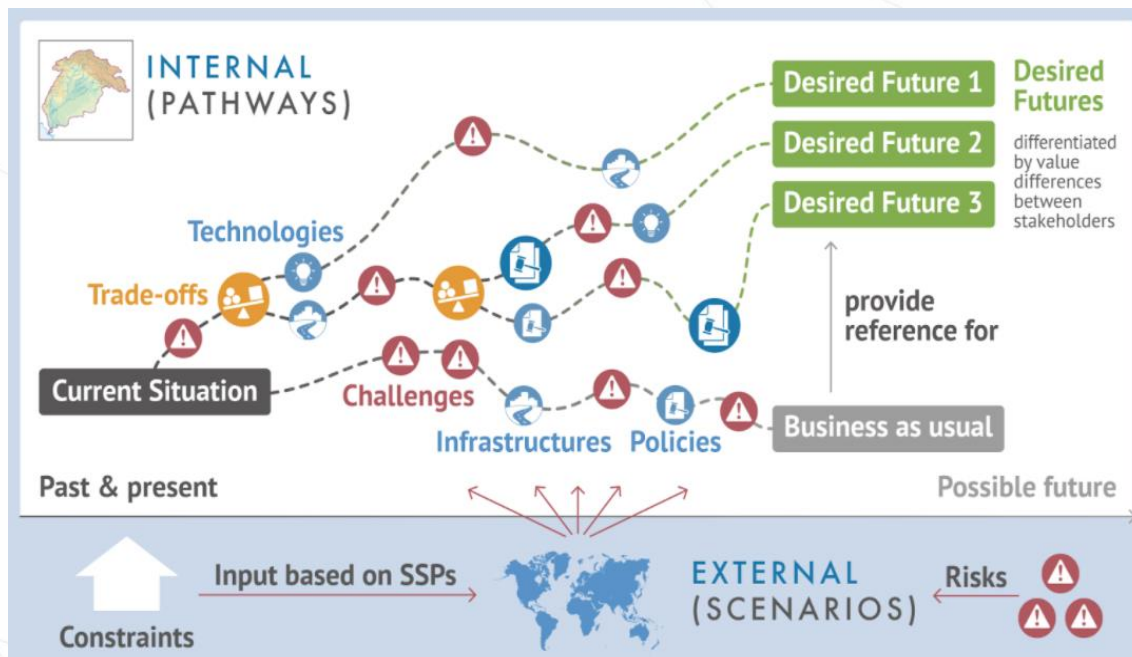 INTERNAL
(PATHWAYS)
Desired Future 1
Desired Future 2
Desired Future 3
Desired
Futures
differentiated
by value
differences
between
stakeholders
Technologies
Trade-offs
provide
reference for
Current Situation
Challenges
Infrastructures
Policies
Business as usual
Past & present
Possible future
Constraints
Input based on SSPs
EXTERNAL
(SCENARIOS)
Risks